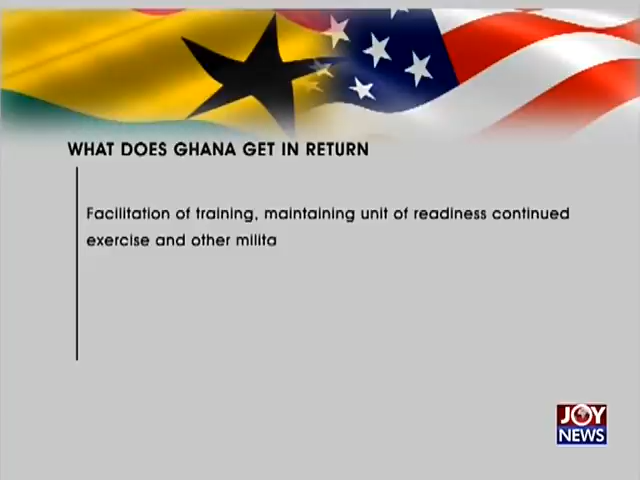 WHAT DOES GHANA GET IN RETURN
Facilitation of training, maintaining unit of readiness continued
exercise and other milita
JOY
NEWS